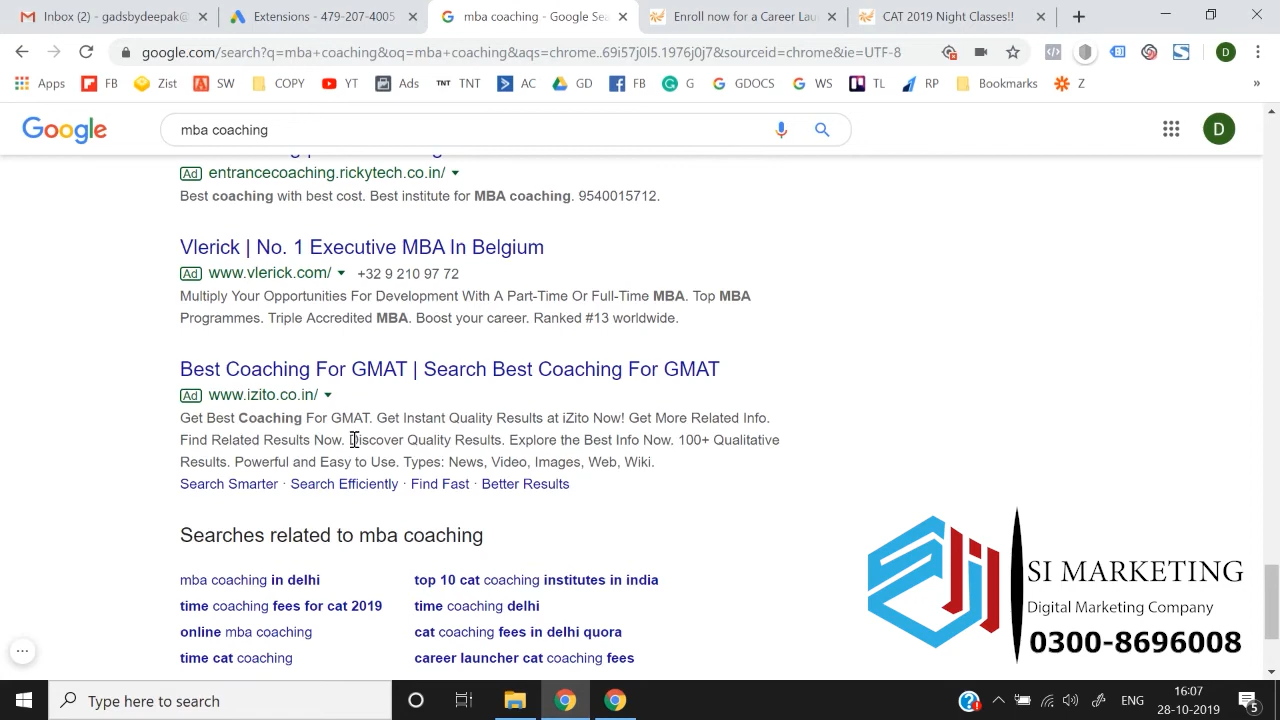 Inbox (2) - gadsbydeepak@
Extensions - 479-207-4005
mba coaching - Google Sea
Enroll now for a Career Lau
CAT 2019 Night Classes!!
google.com/search?q=mba+coaching&oq=mba+coaching&aqs=chrome..69i57j0l5.1976j0j7&sourceid=chrome&ie=UTF-8
D
Apps
FB
Zist
SW
COPY
YT
Ads
TNT TNT
AC
GD
FB
G
GDOCS
WS
TL
RP
Bookmarks
Z
»
Google
mba coaching
D
Ad entrancecoaching.rickytech.co.in/
Best coaching with best cost. Best institute for MBA coaching. 9540015712.
Vlerick | No. 1 Executive MBA In Belgium
Ad www.vlerick.com/ +32 9 210 97 72
Multiply Your Opportunities For Development With A Part-Time Or Full-Time MBA. Top MBA
Programmes. Triple Accredited MBA. Boost your career. Ranked #13 worldwide.
Best Coaching For GMAT | Search Best Coaching For GMAT
Ad www.izito.co.in/
Get Best Coaching For GMAT. Get Instant Quality Results at iZito Now! Get More Related Info.
Find Related Results Now. Discover Quality Results. Explore the Best Info Now. 100+ Qualitative
Results. Powerful and Easy to Use. Types: News, Video, Images, Web, Wiki.
Search Smarter · Search Efficiently · Find Fast · Better Results
Searches related to mba coaching
mba coaching in delhi
top 10 cat coaching institutes in india
time coaching fees for cat 2019
time coaching delhi
online mba coaching
cat coaching fees in delhi quora
time cat coaching
career launcher cat coaching fees
SI MARKETING
Digital Marketing Company
0300-8696008
Type here to search
ENG
16:07
28-10-2019
5